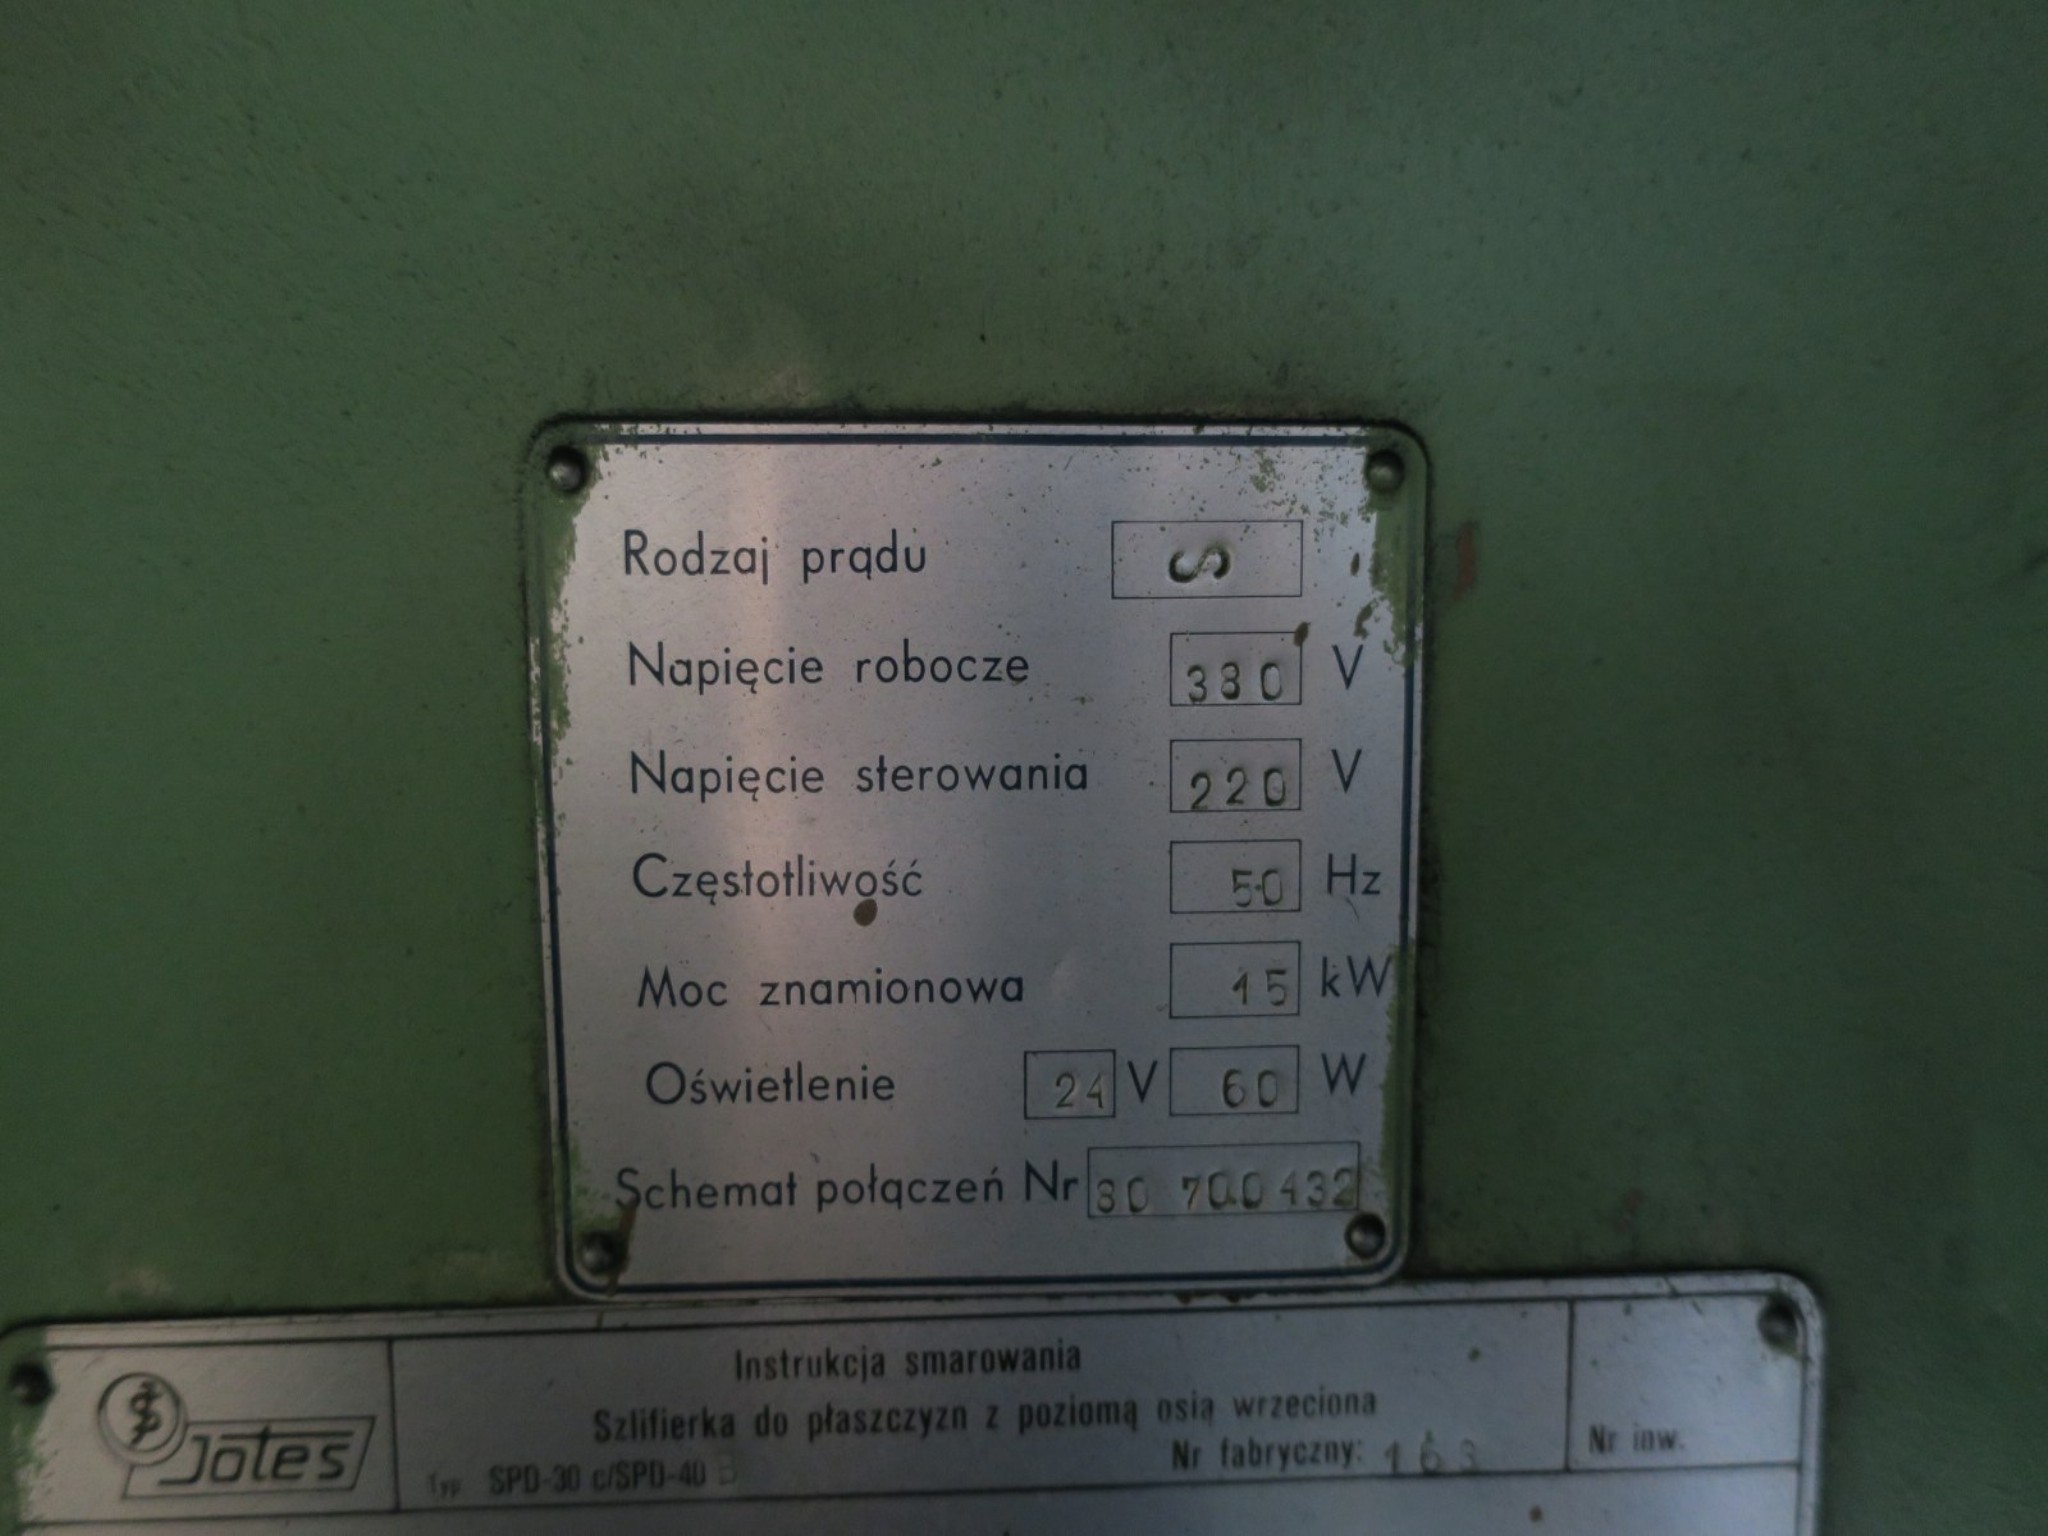 Rodzaj prądu ∽
Napięcie robocze 380 V
Napięcie sterowania 220 V
Częstotliwość 50 Hz
Moc znamionowa 15 kW
Oświetlenie 24 V 60 W
Schemat połączeń Nr 80 700432
Instrukcja smarowania
Szlifierka do płaszczyzn z poziomą osią wrzeciona
Jotes
Typ SPD-30 c/SPD-40 B
Nr fabryczny: 163
Nr inw.